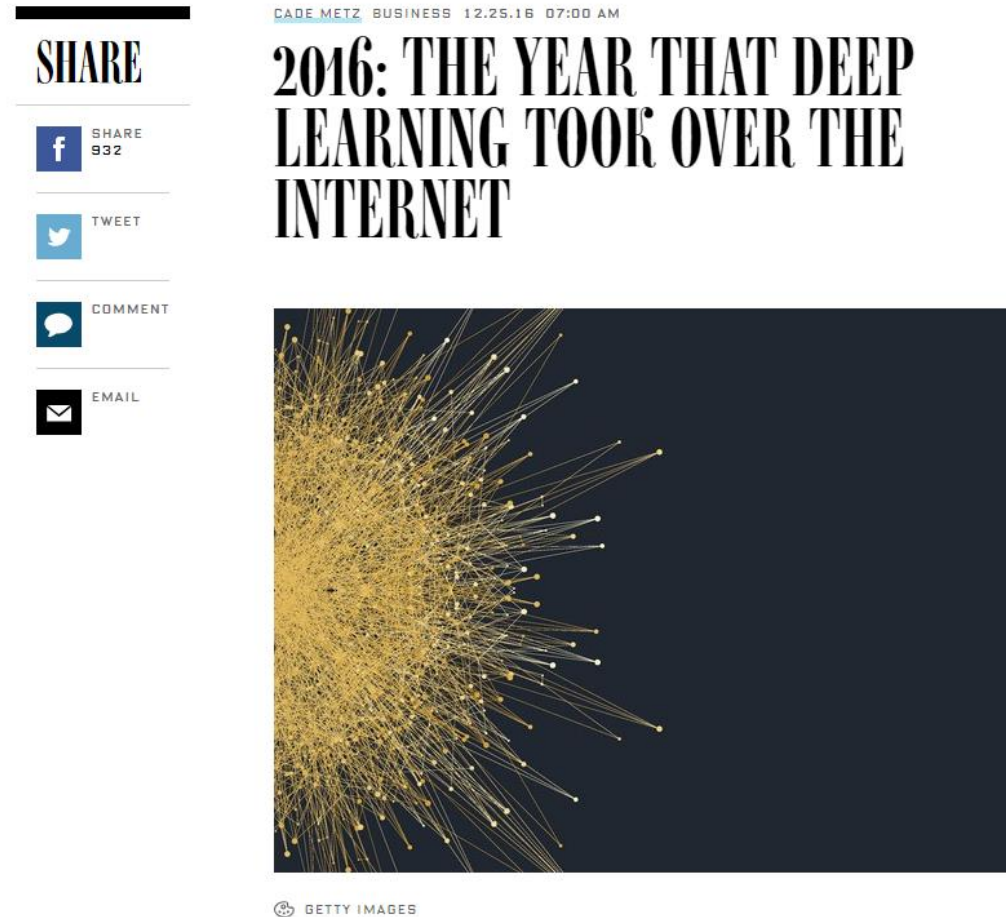 SHARE
SHARE
932
TWEET
COMMENT
EMAIL
CADE METZ BUSINESS 12.25.16 07:00 AM
2016: THE YEAR THAT DEEP
LEARNING TOOK OVER THE
INTERNET
GETTY IMAGES